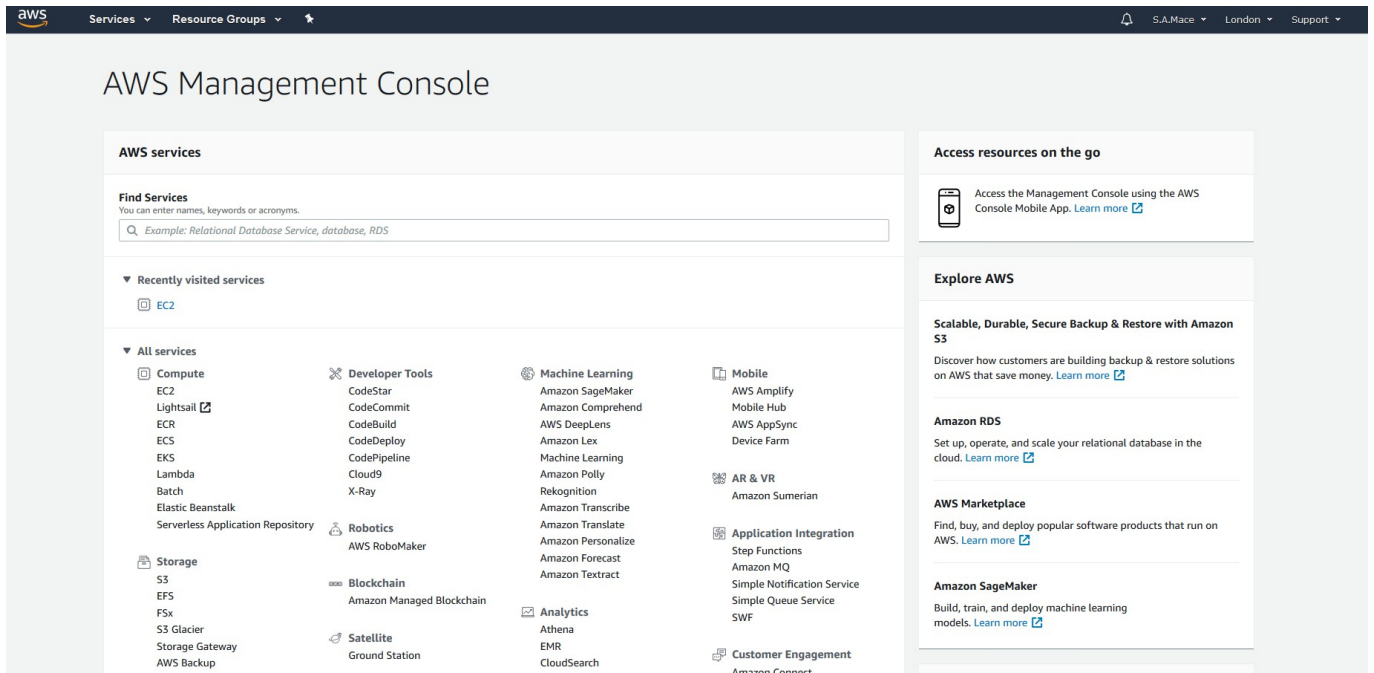 aws
Services
Resource Groups
S.A.Mace
London
Support
AWS Management Console
AWS services
Find Services
You can enter names, keywords or acronyms.
Example: Relational Database Service, database, RDS
Recently visited services
EC2
All services
Compute
EC2
Lightsail
ECR
ECS
EKS
Lambda
Batch
Elastic Beanstalk
Serverless Application Repository
Storage
S3
EFS
FSx
S3 Glacier
Storage Gateway
AWS Backup
Developer Tools
CodeStar
CodeCommit
CodeBuild
CodeDeploy
CodePipeline
Cloud9
X-Ray
Robotics
AWS RoboMaker
Blockchain
Amazon Managed Blockchain
Satellite
Ground Station
Machine Learning
Amazon SageMaker
Amazon Comprehend
AWS DeepLens
Amazon Lex
Machine Learning
Amazon Polly
Rekognition
Amazon Transcribe
Amazon Translate
Amazon Personalize
Amazon Forecast
Amazon Textract
Analytics
Athena
EMR
CloudSearch
Mobile
AWS Amplify
Mobile Hub
AWS AppSync
Device Farm
AR & VR
Amazon Sumerian
Application Integration
Step Functions
Amazon MQ
Simple Notification Service
Simple Queue Service
SWF
Customer Engagement
Amazon Connect
Access resources on the go
Access the Management Console using the AWS
Console Mobile App. Learn more
Explore AWS
Scalable, Durable, Secure Backup & Restore with Amazon
S3
Discover how customers are building backup & restore solutions
on AWS that save money. Learn more
Amazon RDS
Set up, operate, and scale your relational database in the
cloud. Learn more
AWS Marketplace
Find, buy, and deploy popular software products that run on
AWS. Learn more
Amazon SageMaker
Build, train, and deploy machine learning
models. Learn more